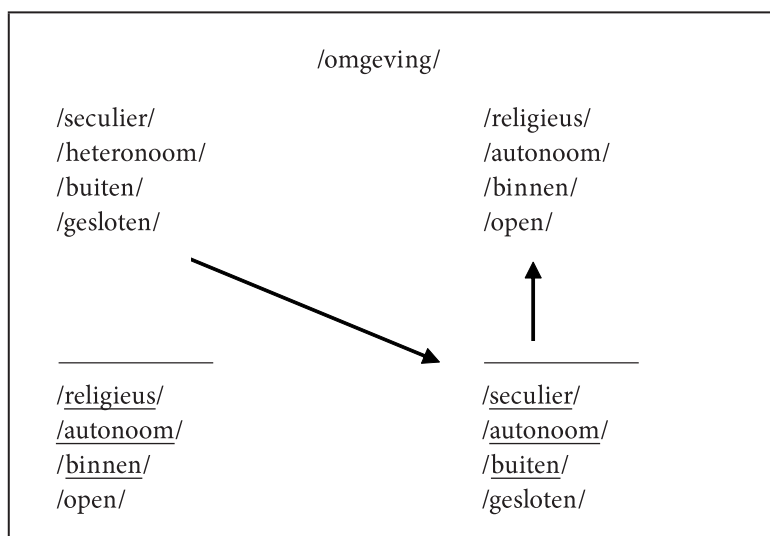 /omgeving/
/seculier/
/heteronoom/
/buiten/
/gesloten/
/religieus/
/autonoom/
/binnen/
/open/
/religieus/
/autonoom/
/binnen/
/open/
/seculier/
/autonoom/
/buiten/
/gesloten/